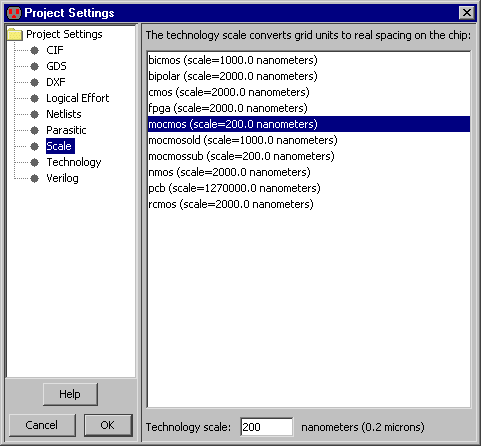 Project Settings
Project Settings
CIF
GDS
DXF
Logical Effort
Netlists
Parasitic
Scale
Technology
Verilog
Help
Cancel
OK
The technology scale converts grid units to real spacing on the chip:
bicmos (scale=1000.0 nanometers)
bipolar (scale=2000.0 nanometers)
cmos (scale=2000.0 nanometers)
fpga (scale=2000.0 nanometers)
mocmos (scale=200.0 nanometers)
mocmosold (scale=1000.0 nanometers)
mocmossub (scale=200.0 nanometers)
nmos (scale=2000.0 nanometers)
pcb (scale=1270000.0 nanometers)
rcmos (scale=2000.0 nanometers)
Technology scale: 200 nanometers (0.2 microns)